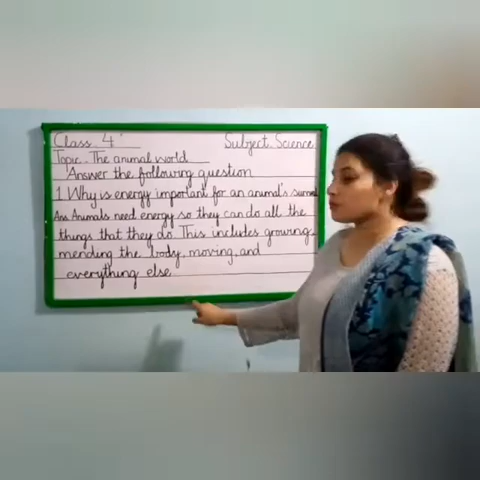 Class 4 Subject. Science.
Topic. The animal world
Answer the following question
1 Why is energy important for an animal's
Ans Animals need energy so they can do all the
things that they do. This includes growing,
mending the body, moving, and
everything else